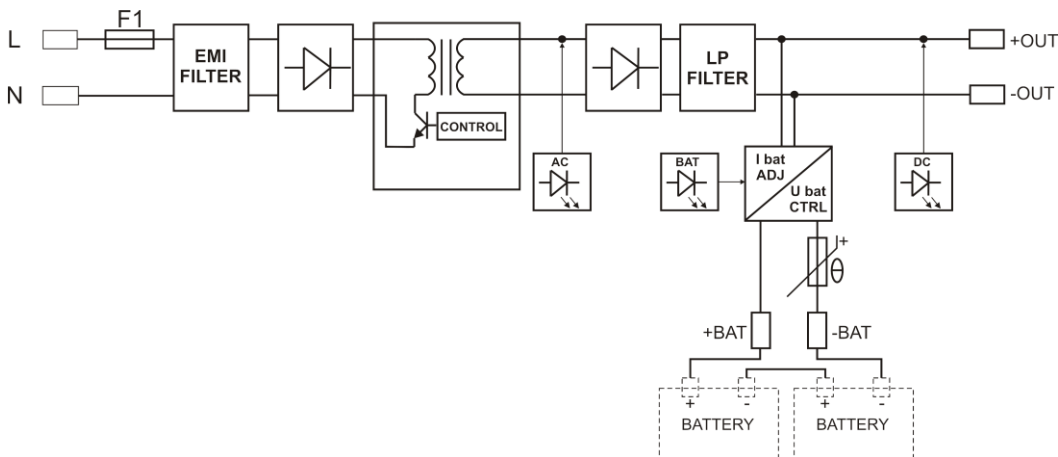 F1
L
N
EMI
FILTER
CONTROL
LP
FILTER
+OUT
-OUT
AC
BAT
I bat
ADJ
U bat
CTRL
DC
I+
θ
+BAT
-BAT
+ -
BATTERY
+ -
BATTERY